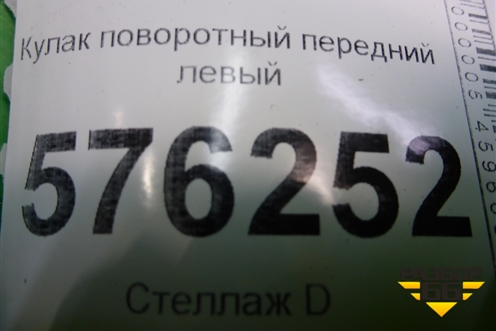 Кулак поворотный передний
левый
576252
Стеллаж D